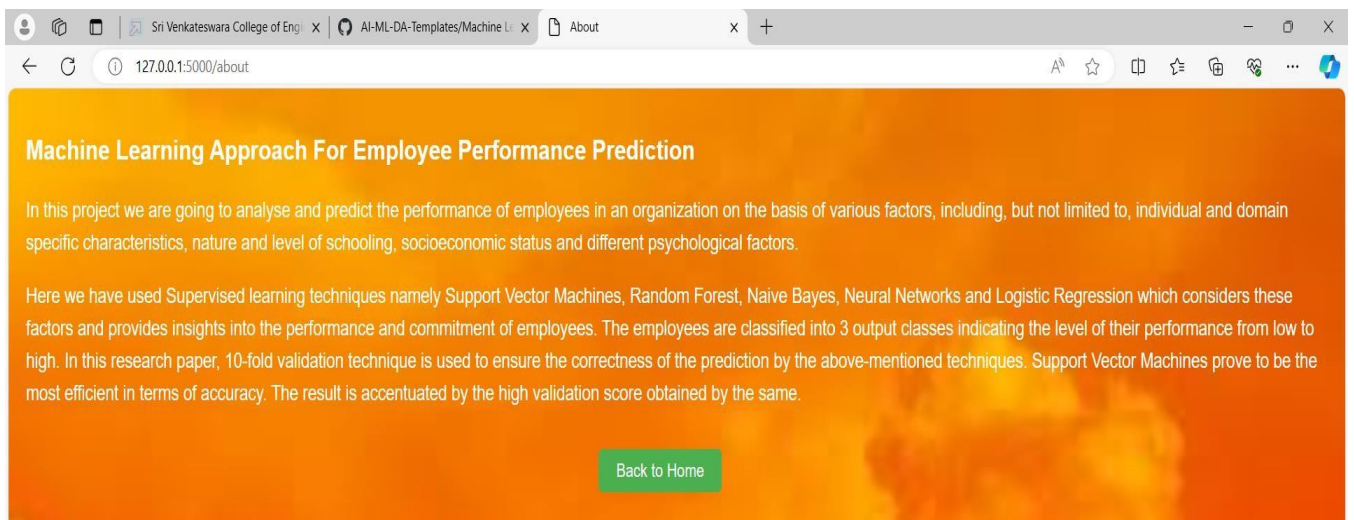 Sri Venkateswara College of Engi
AI-ML-DA-Templates/Machine Le
About
127.0.0.1:5000/about
Machine Learning Approach For Employee Performance Prediction
In this project we are going to analyse and predict the performance of employees in an organization on the basis of various factors, including, but not limited to, individual and domain
specific characteristics, nature and level of schooling, socioeconomic status and different psychological factors.
Here we have used Supervised learning techniques namely Support Vector Machines, Random Forest, Naive Bayes, Neural Networks and Logistic Regression which considers these
factors and provides insights into the performance and commitment of employees. The employees are classified into 3 output classes indicating the level of their performance from low to
high. In this research paper, 10-fold validation technique is used to ensure the correctness of the prediction by the above-mentioned techniques. Support Vector Machines prove to be the
most efficient in terms of accuracy. The result is accentuated by the high validation score obtained by the same.
Back to Home